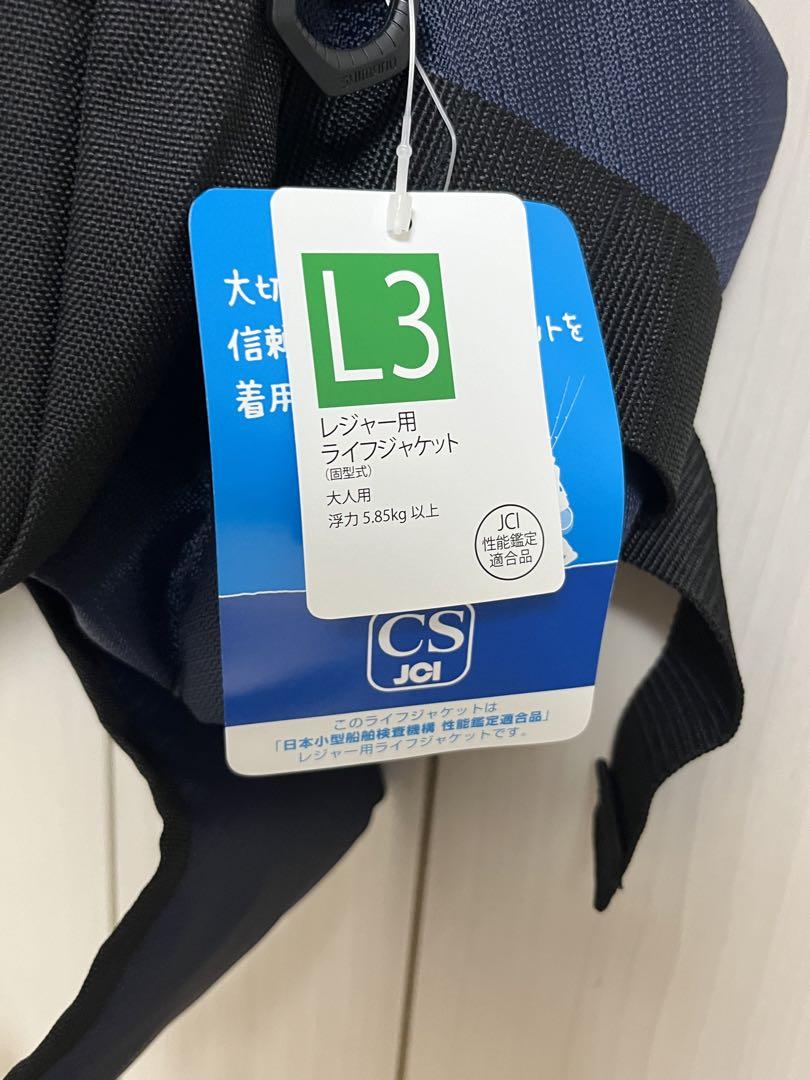 SHIMANO
L3
レジャー用
ライフジャケット
(固型式)
大人用
浮力 5.85kg 以上
JCI
性能鑑定
適合品
大切
信頼
ットを
着用
CS
JCI
このライフジャケットは
「日本小型船舶検査機構 性能鑑定適合品」
レジャー用ライフジャケットです。